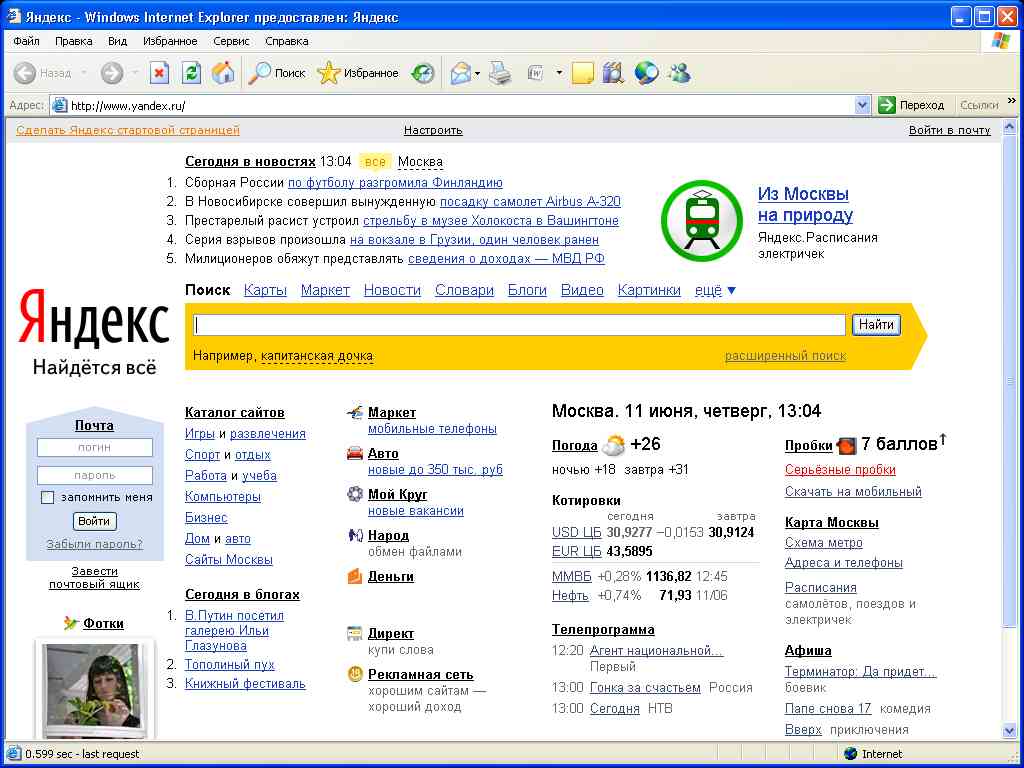 Яндекс - Windows Internet Explorer предоставлен: Яндекс
Файл Правка Вид Избранное Сервис Справка
Назад Поиск Избранное
Адрес: http://www.yandex.ru/ Переход Ссылки »
Сделать Яндекс стартовой страницей Настроить Войти в почту
Сегодня в новостях 13:04 все Москва
1. Сборная России по футболу разгромила Финляндию
2. В Новосибирске совершил вынужденную посадку самолет Airbus A-320
3. Престарелый расист устроил стрельбу в музее Холокоста в Вашингтоне
4. Серия взрывов произошла на вокзале в Грузии, один человек ранен
5. Милиционеров обяжут представлять сведения о доходах — МВД РФ
Из Москвы
на природу
Яндекс.Расписания
электричек
Яндекс
Найдётся всё
Поиск Карты Маркет Новости Словари Блоги Видео Картинки ещё ▼
Найти
Например, капитанская дочка расширенный поиск
Почта
логин
пароль
запомнить меня
Войти
Забыли пароль?
Завести
почтовый ящик
Фотки
Каталог сайтов
Игры и развлечения
Спорт и отдых
Работа и учеба
Компьютеры
Бизнес
Дом и авто
Сайты Москвы
Сегодня в блогах
1. В.Путин посетил
галерею Ильи
Глазунова
2. Тополиный пух
3. Книжный фестиваль
Маркет
мобильные телефоны
Авто
новые до 350 тыс. руб
Мой Круг
новые вакансии
Народ
обмен файлами
Деньги
Директ
купи слова
Рекламная сеть
хорошим сайтам —
хороший доход
Москва. 11 июня, четверг, 13:04
Погода +26
ночью +18 завтра +31
Котировки
сегодня завтра
USD ЦБ 30,9277 −0,0153 30,9124
EUR ЦБ 43,5895
ММВБ +0,28% 1136,82 12:45
Нефть +0,74% 71,93 11/06
Телепрограмма
12:20 Агент национальной...
Первый
13:00 Гонка за счастьем Россия
13:00 Сегодня НТВ
Пробки 7 баллов↑
Серьёзные пробки
Скачать на мобильный
Карта Москвы
Схема метро
Адреса и телефоны
Расписания
самолётов, поездов и
электричек
Афиша
Терминатор: Да придет...
боевик
Папе снова 17 комедия
Вверх приключения
0.599 sec - last request Internet